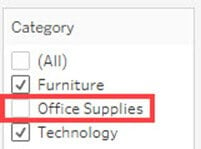 Category
(All)
Furniture
Office Supplies
Technology